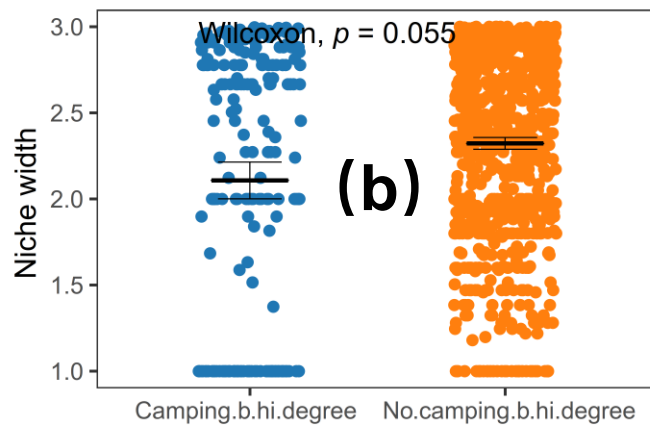 Wilcoxon, p = 0.055
3.0
2.5
2.0
1.5
1.0
Niche width
(b)
Camping.b.hi.degree
No.camping.b.hi.degree